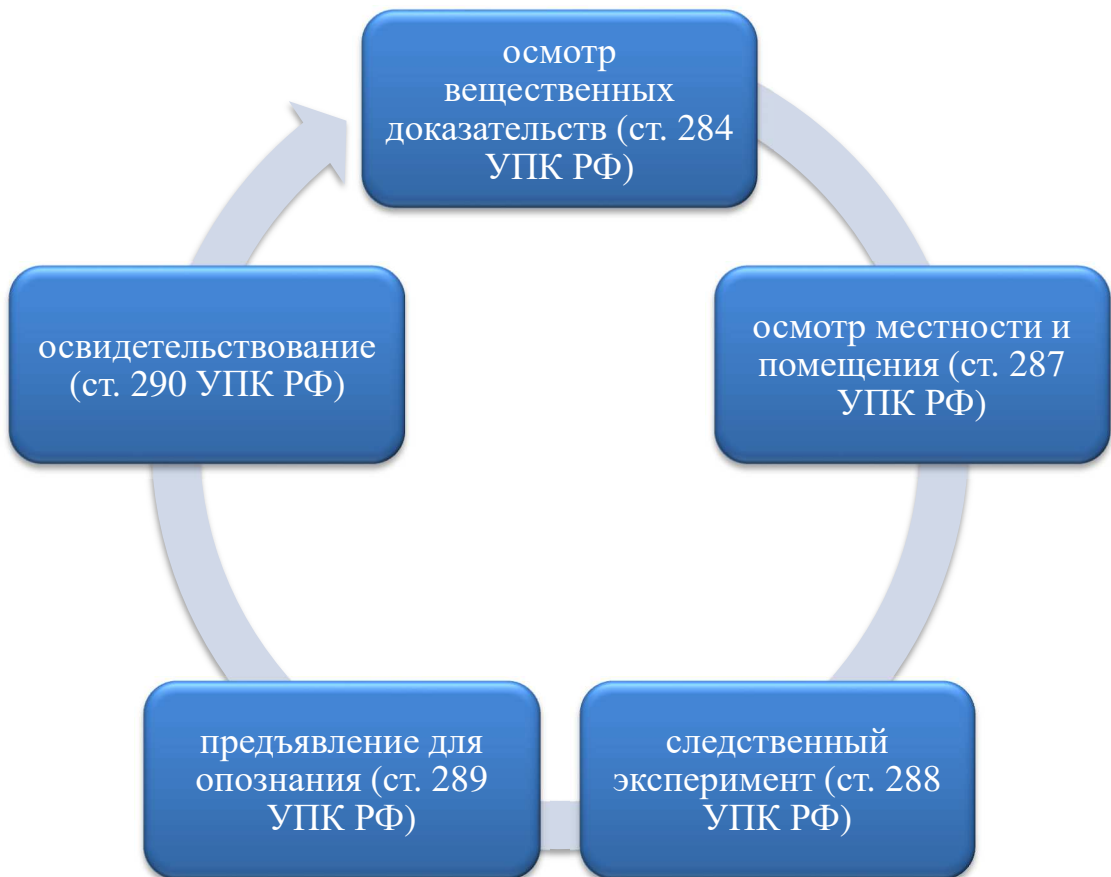 осмотр
вещественных
доказательств (ст. 284
УПК РФ)
осмотр местности и
помещения (ст. 287
УПК РФ)
следственный
эксперимент (ст. 288
УПК РФ)
предъявление для
опознания (ст. 289
УПК РФ)
освидетельствование
(ст. 290 УПК РФ)